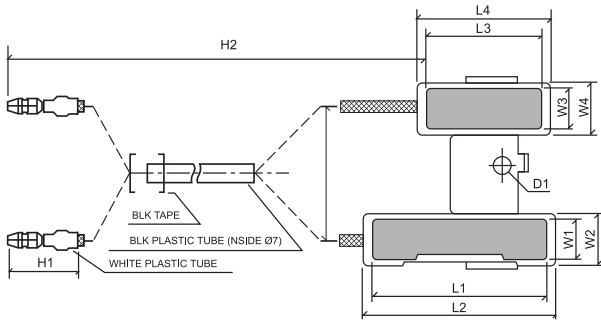 L4
L3
H2
W3
W4
D1
BLK TAPE
BLK PLASTIC TUBE (NSIDE Ø7)
WHITE PLASTIC TUBE
H1
W1
W2
L1
L2